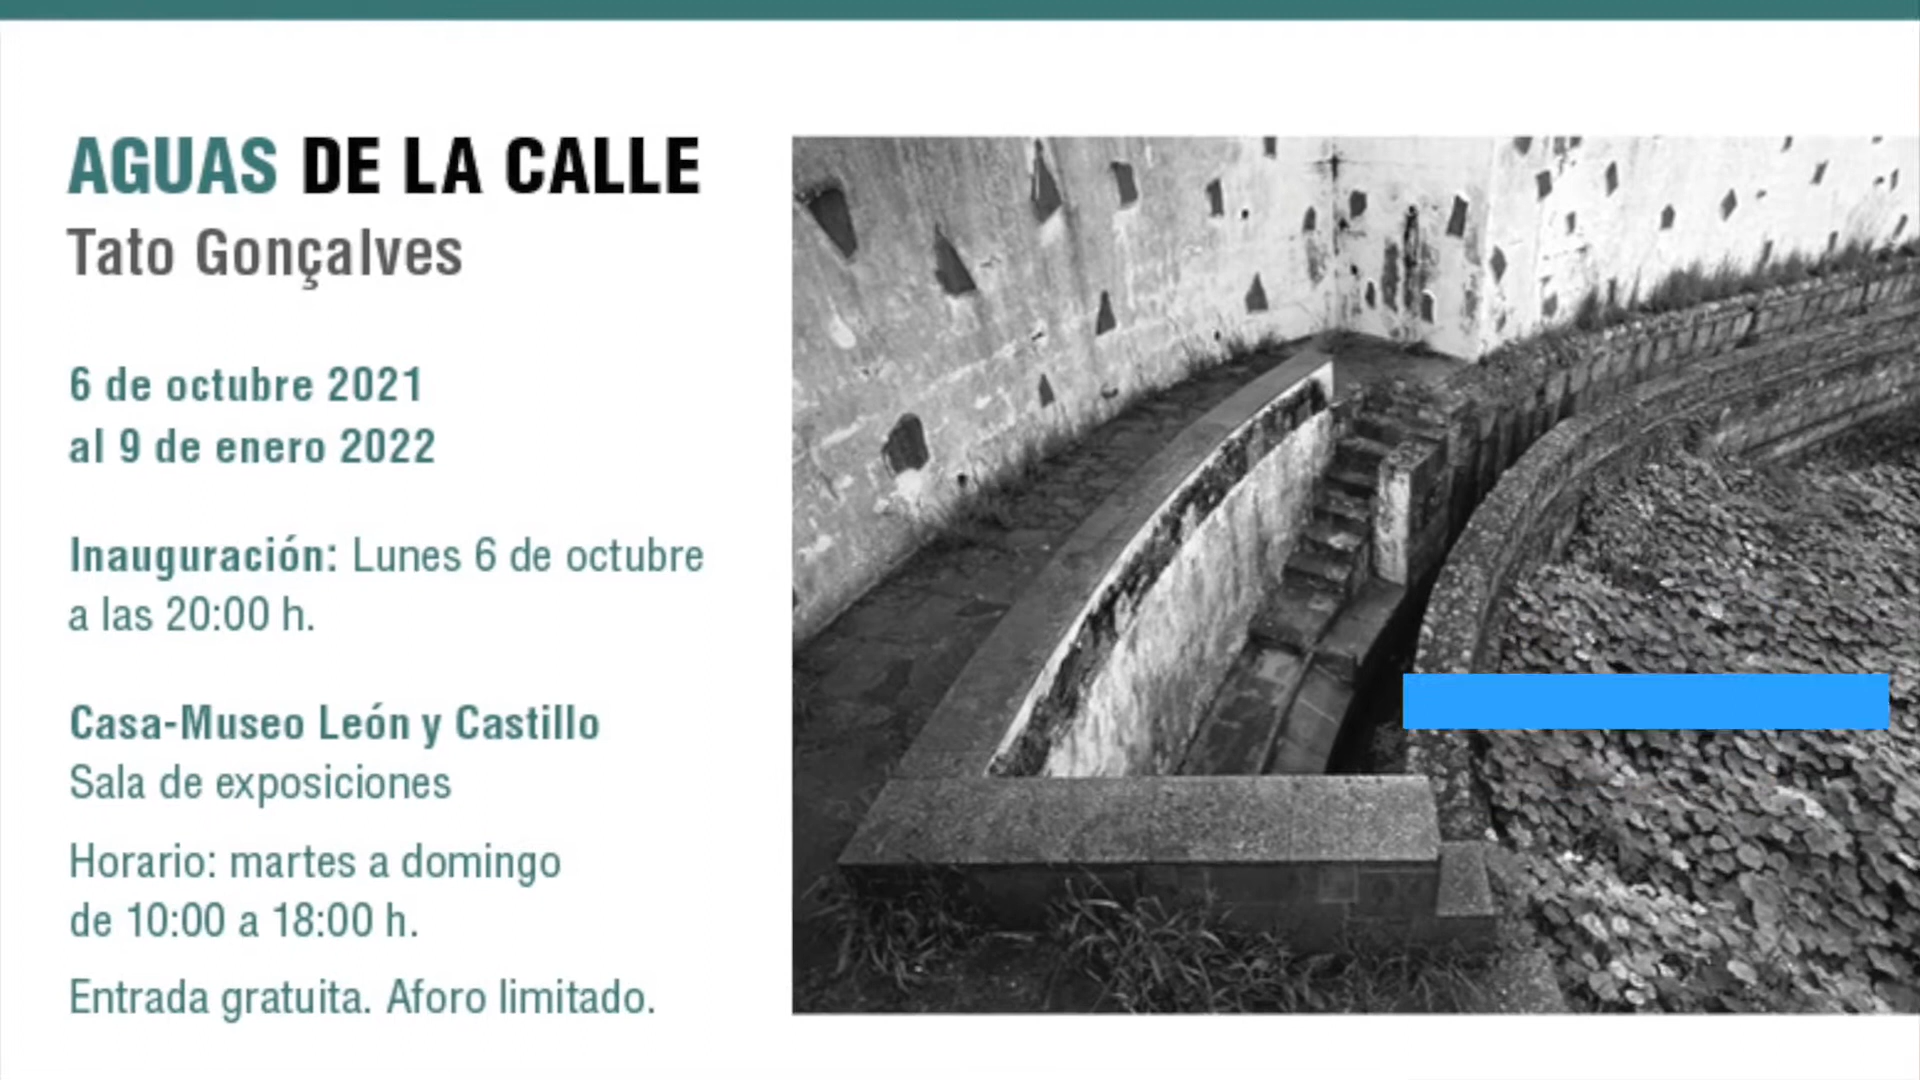 AGUAS DE LA CALLE
Tato Gonçalves
6 de octubre 2021
al 9 de enero 2022
Inauguración: Lunes 6 de octubre
a las 20:00 h.
Casa-Museo León y Castillo
Sala de exposiciones
Horario: martes a domingo
de 10:00 a 18:00 h.
Entrada gratuita. Aforo limitado.